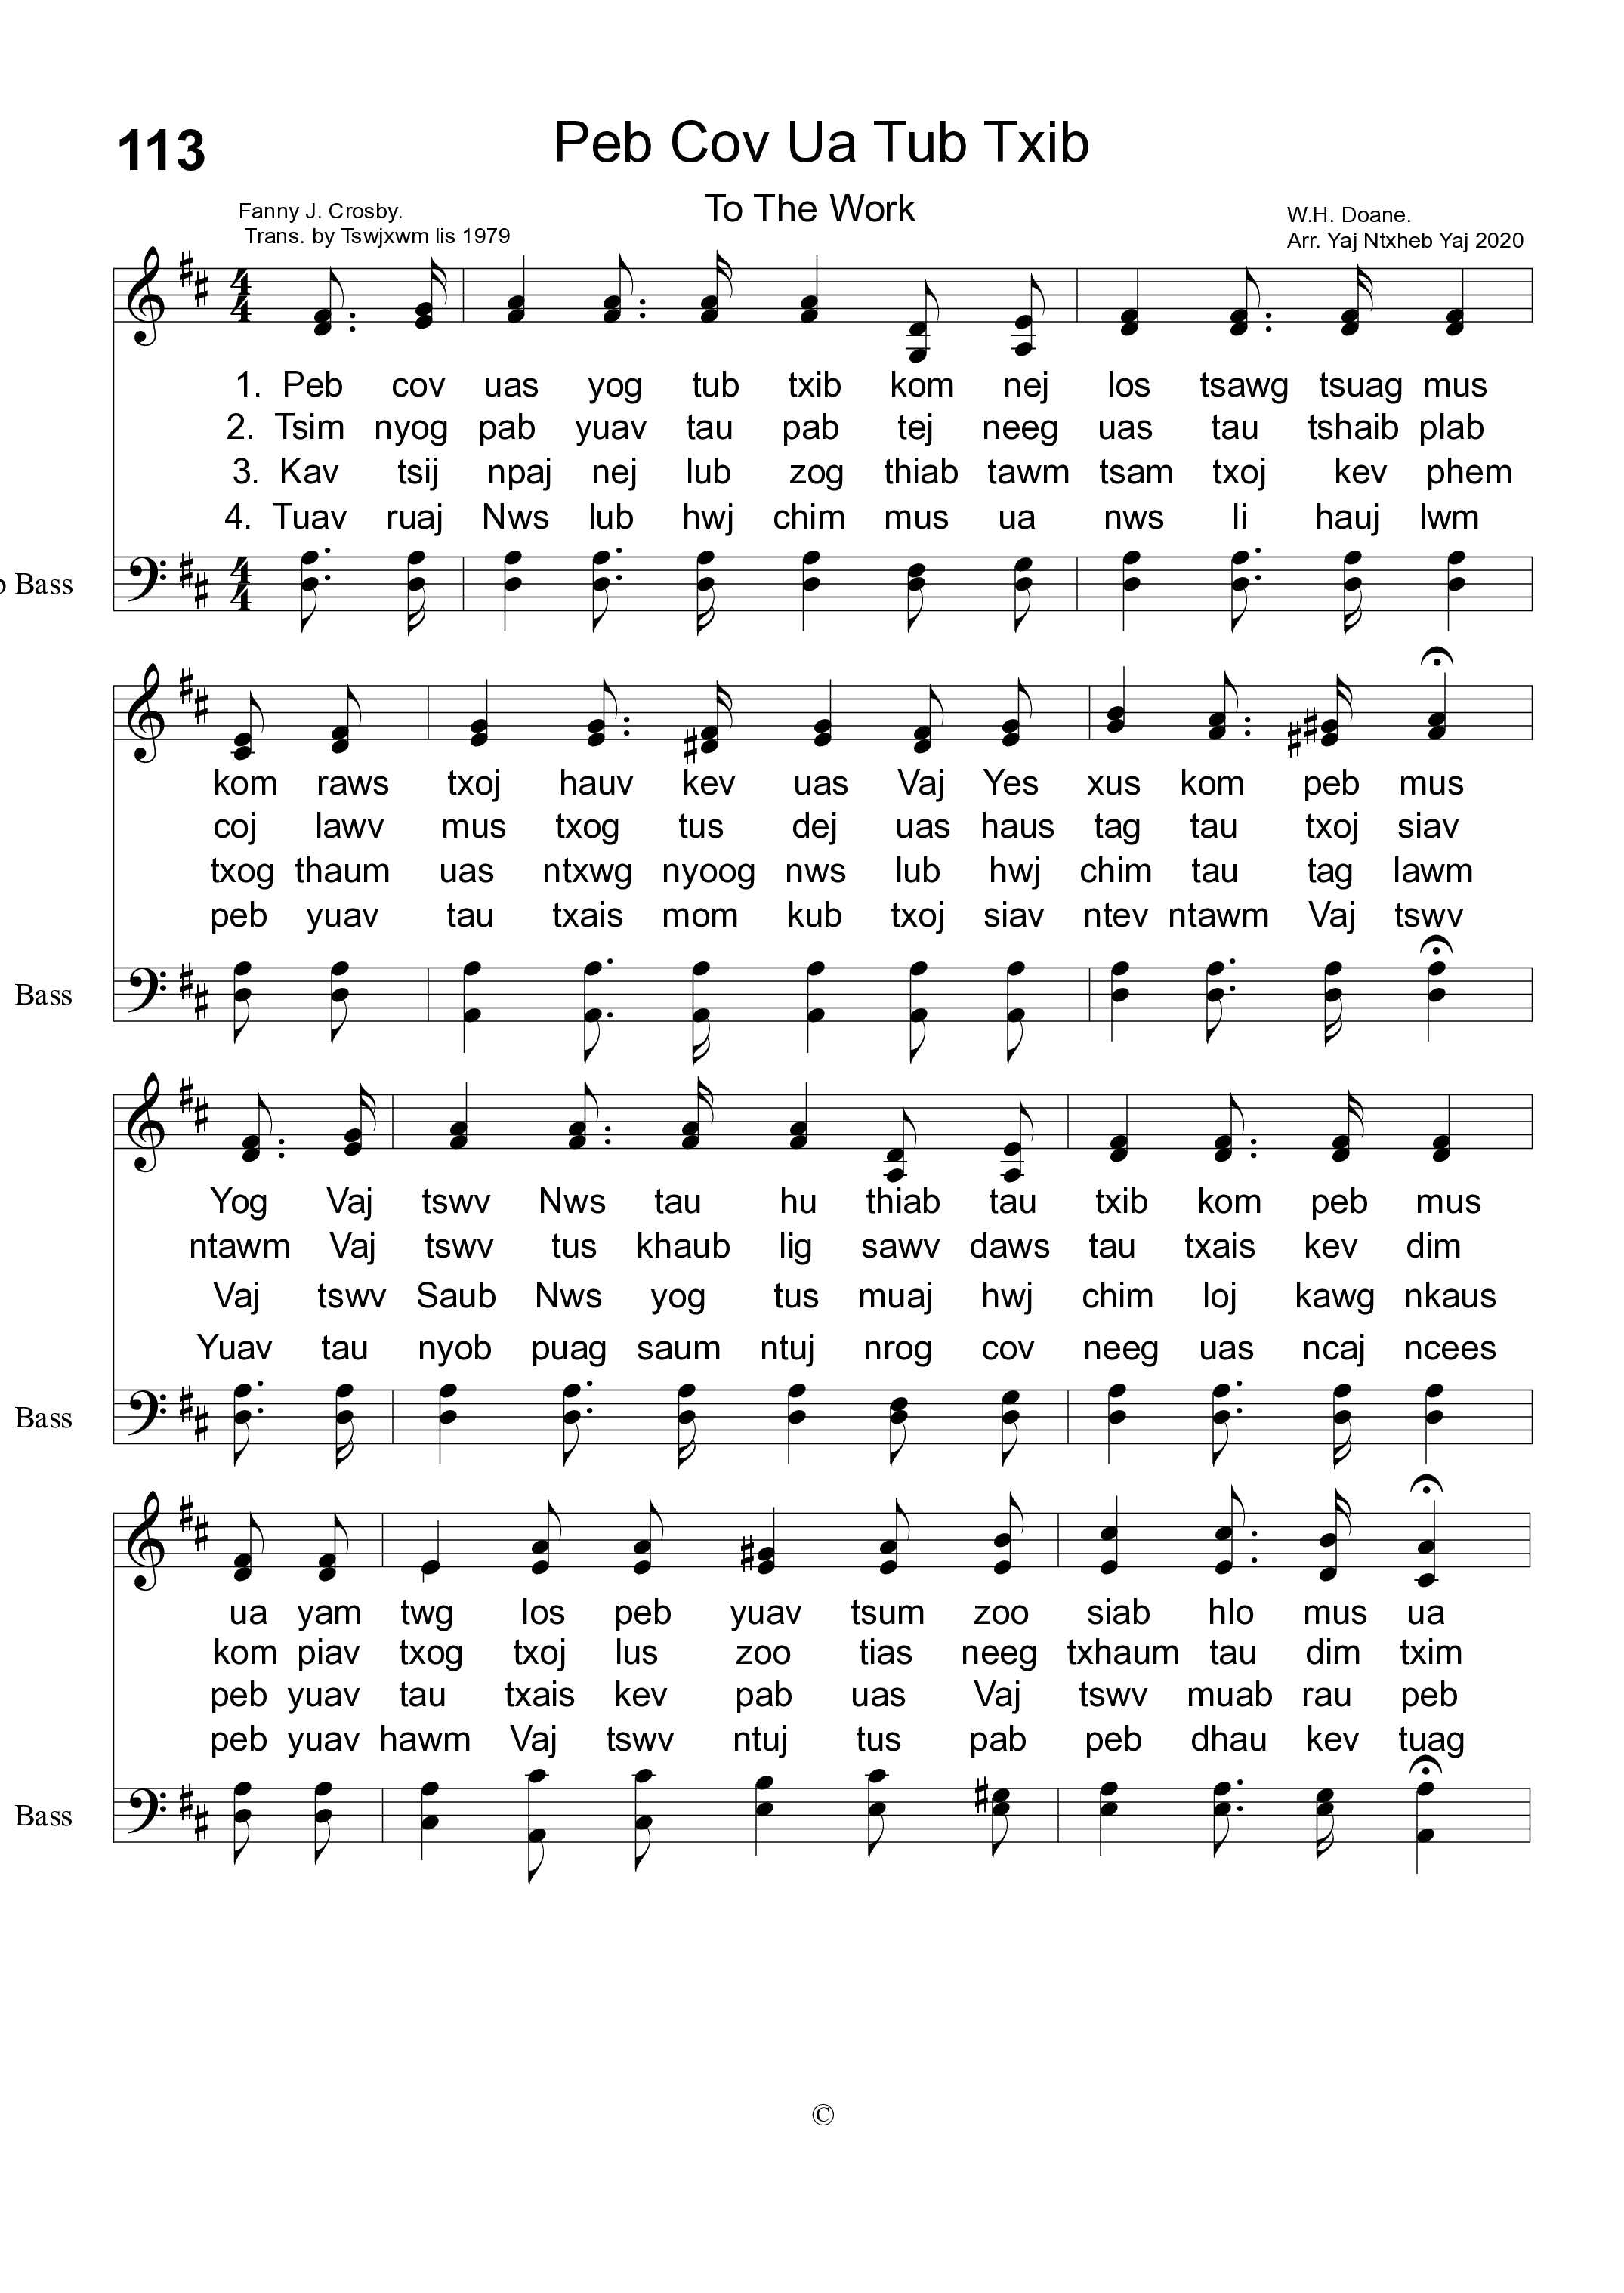 113
Peb Cov Ua Tub Txib
To The Work
Fanny J. Crosby.
Trans. by Tswjxwm lis 1979
W.H. Doane.
Arr. Yaj Ntxheb Yaj 2020
1. Peb cov uas yog tub txib kom nej los tsawg tsuag mus
2. Tsim nyog pab yuav tau pab tej neeg uas tau tshaib plab
3. Kav tsij npaj nej lub zog thiab tawm tsam txoj kev phem
4. Tuav ruaj Nws lub hwj chim mus ua nws li hauj lwm
Bass
kom raws txoj hauv kev uas Vaj Yes xus kom peb mus
coj lawv mus txog tus dej uas haus tag tau txoj siav
txog thaum uas ntxwg nyoog nws lub hwj chim tau tag lawm
peb yuav tau txais mom kub txoj siav ntev ntawm Vaj tswv
Bass
Yog Vaj tswv Nws tau hu thiab tau txib kom peb mus
ntawm Vaj tswv tus khaub lig sawv daws tau txais kev dim
Vaj tswv Saub Nws yog tus muaj hwj chim loj kawg nkaus
Yuav tau nyob puag saum ntuj nrog cov neeg uas ncaj ncees
Bass
ua yam twg los peb yuav tsum zoo siab hlo mus ua
kom piav txog txoj lus zoo tias neeg txhaum tau dim txim
peb yuav tau txais kev pab uas Vaj tswv muab rau peb
peb yuav hawm Vaj tswv ntuj tus pab peb dhau kev tuag
Bass
©